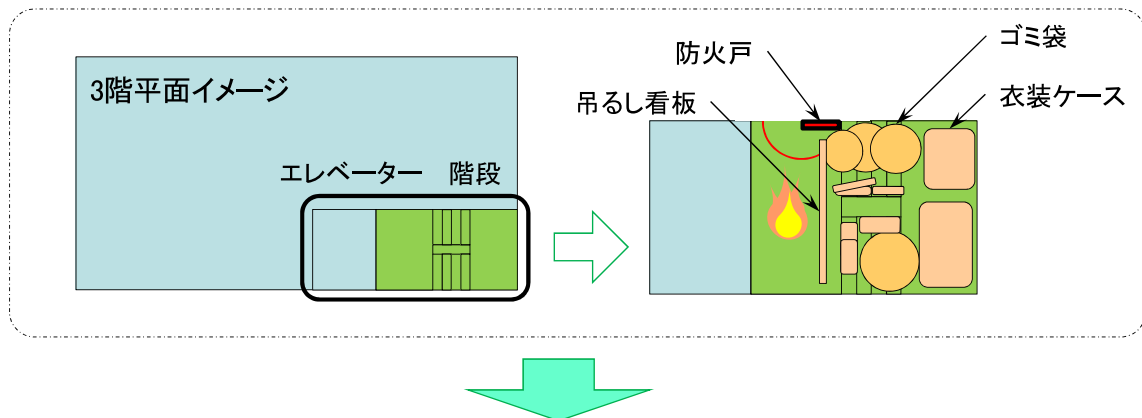 3階平面イメージ
エレベーター
階段
防火戸
吊るし看板
ゴミ袋
衣装ケース